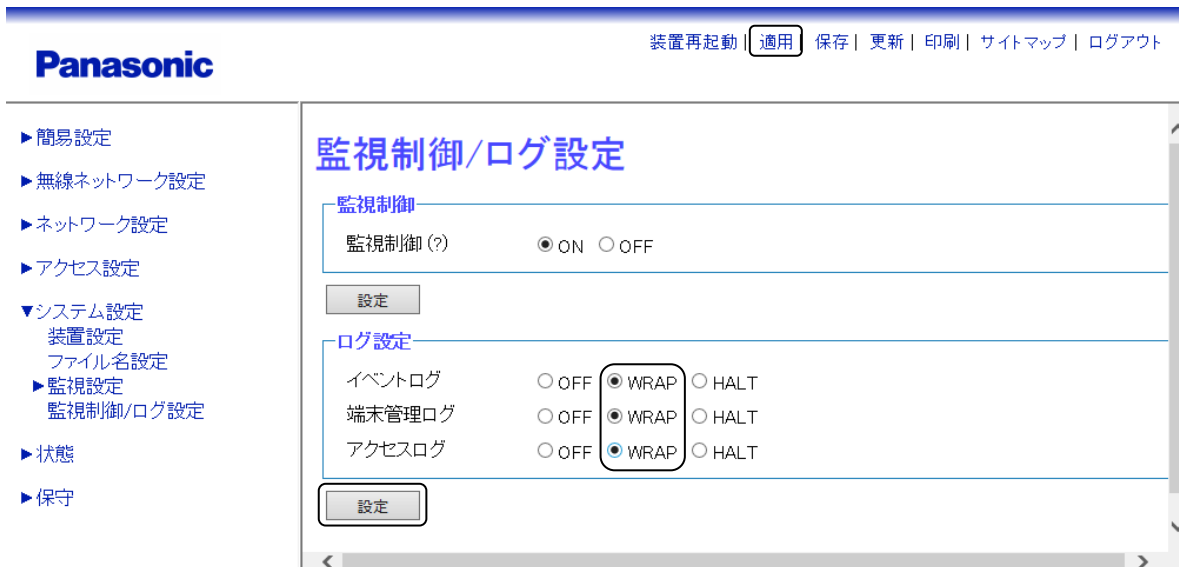 装置再起動| 適用| 保存| 更新| 印刷| サイトマップ| ログアウト
Panasonic
▶簡易設定
▶無線ネットワーク設定
▶ネットワーク設定
▶アクセス設定
▼システム設定
装置設定
ファイル名設定
▶監視設定
監視制御/ログ設定
▶状態
▶保守
監視制御/ログ設定
監視制御
監視制御(?) ON OFF
設定
ログ設定
イベントログ OFF WRAP HALT
端末管理ログ OFF WRAP HALT
アクセスログ OFF WRAP HALT
設定